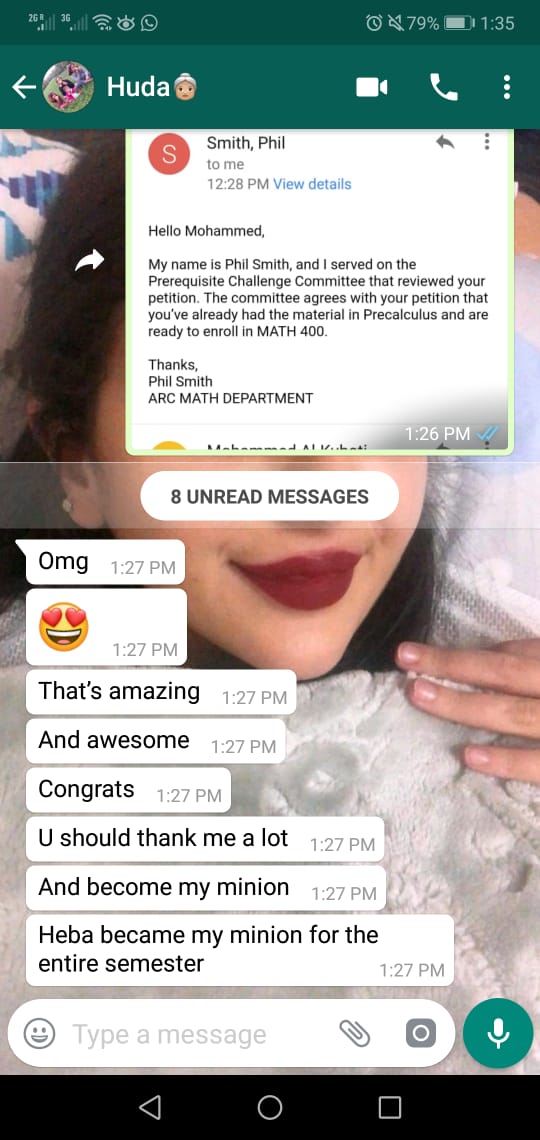 2G R 3G 79% 1:35
Huda
S
Smith, Phil
to me
12:28 PM View details
Hello Mohammed,
My name is Phil Smith, and I served on the
Prerequisite Challenge Committee that reviewed your
petition. The committee agrees with your petition that
you've already had the material in Precalculus and are
ready to enroll in MATH 400.
Thanks,
Phil Smith
ARC MATH DEPARTMENT
1:26 PM
8 UNREAD MESSAGES
Omg 1:27 PM
😍
1:27 PM
That's amazing 1:27 PM
And awesome 1:27 PM
Congrats 1:27 PM
U should thank me a lot 1:27 PM
And become my minion 1:27 PM
Heba became my minion for the
entire semester 1:27 PM
Type a message